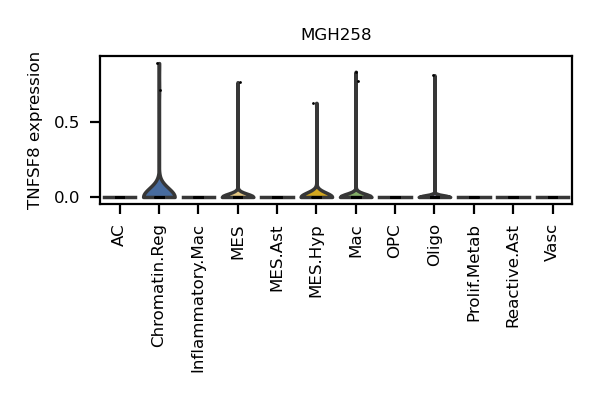 MGH258
TNFSF8 expression
0.5
0.0
AC
Chromatin.Reg
Inflammatory.Mac
MES
MES.Ast
MES.Hyp
Mac
OPC
Oligo
Prolif.Metab
Reactive.Ast
Vasc